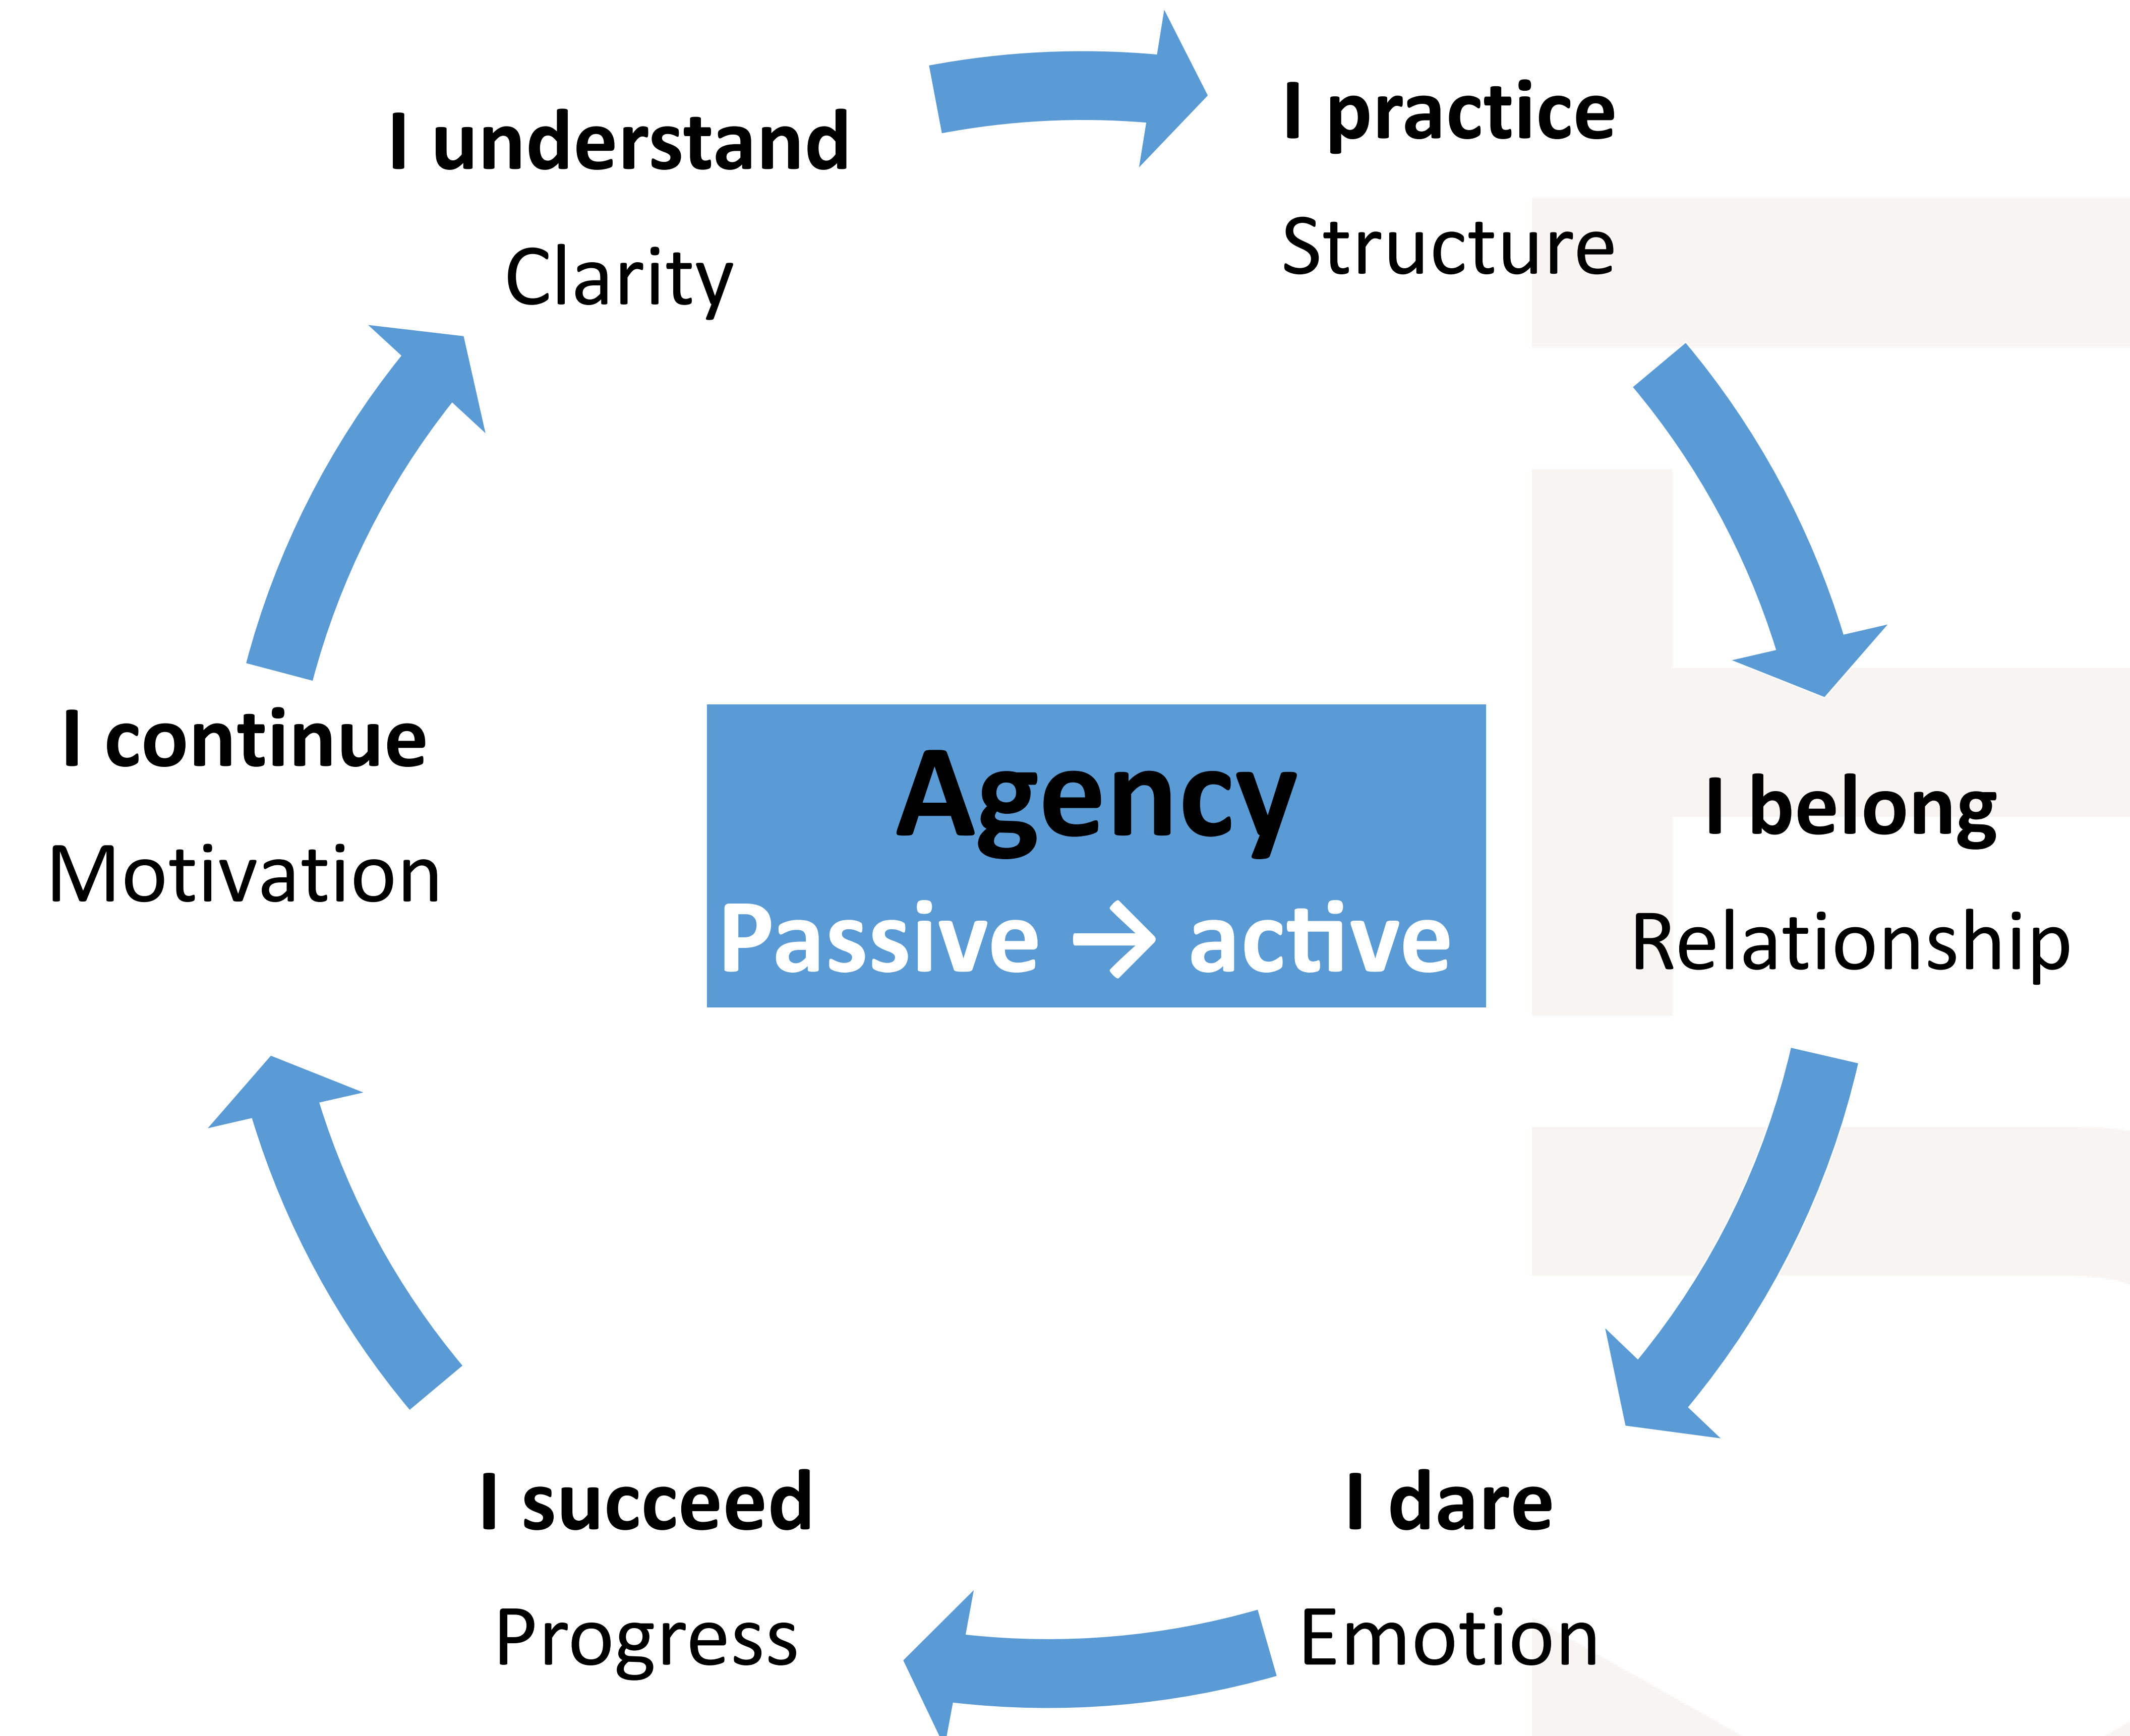 I understand
Clarity
I practice
Structure
I belong
Relationship
I dare
Emotion
I succeed
Progress
I continue
Motivation
Agency
Passive → active